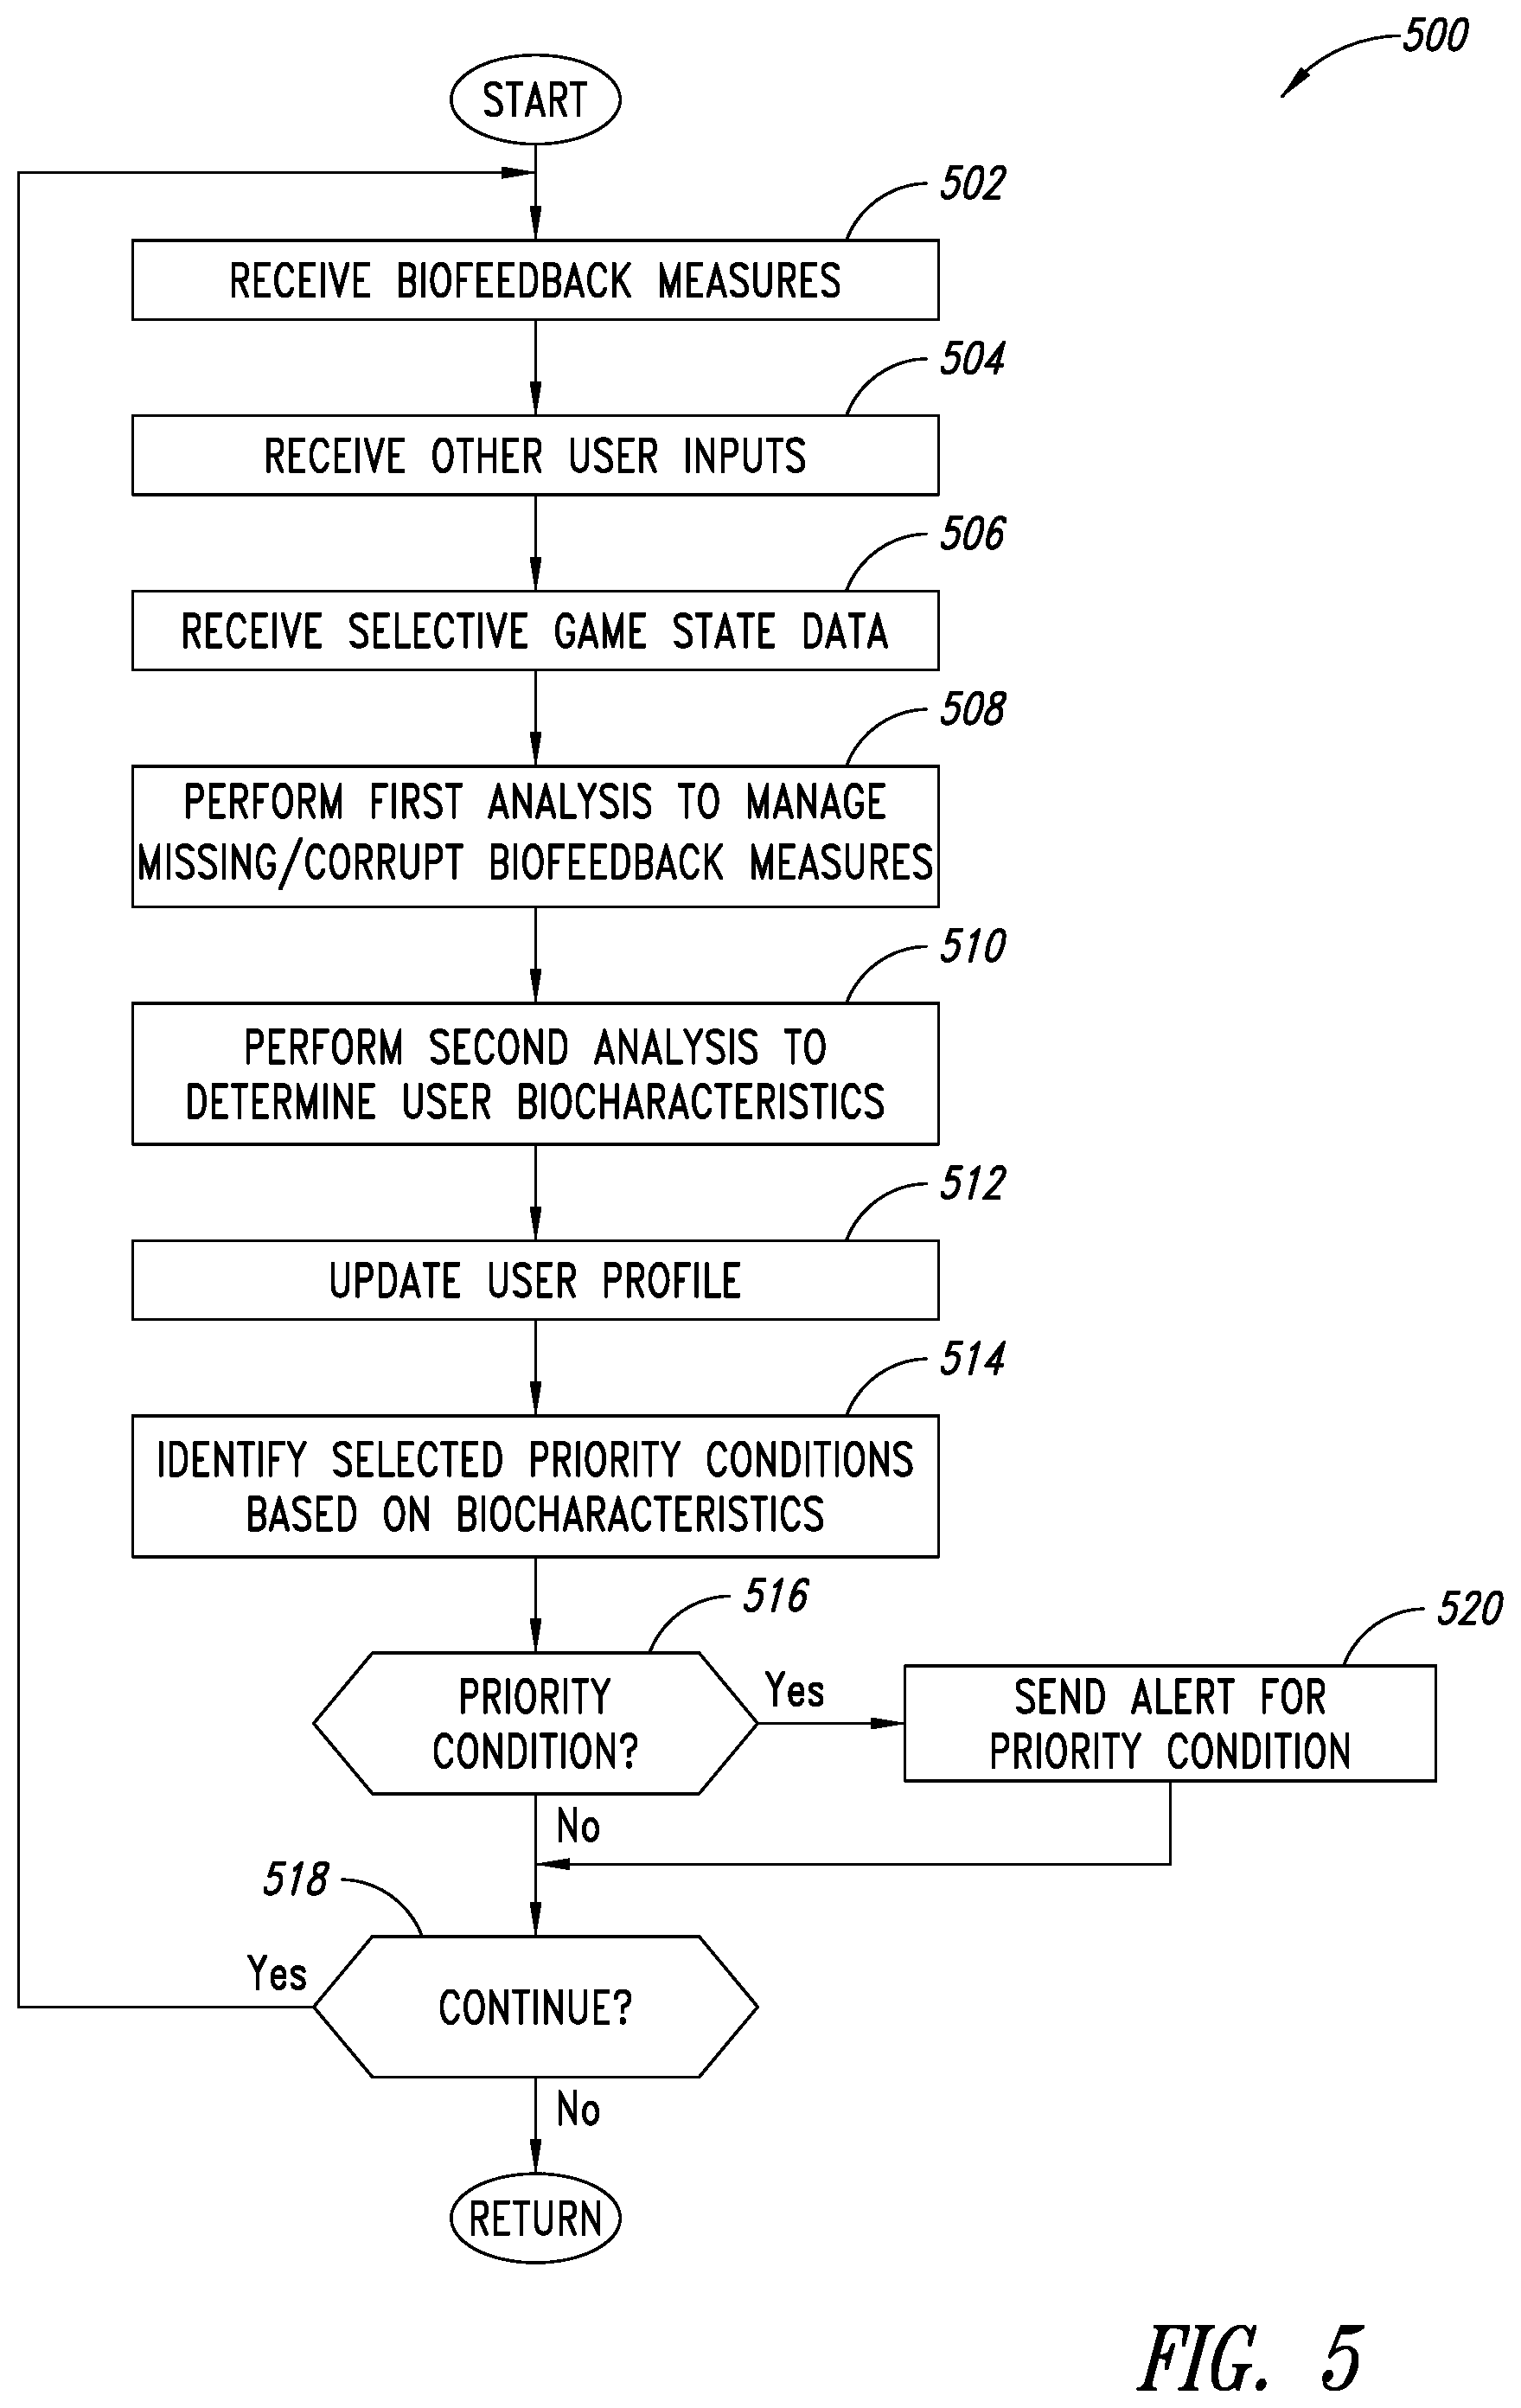 500
START
502
RECEIVE BIOFEEDBACK MEASURES
504
RECEIVE OTHER USER INPUTS
506
RECEIVE SELECTIVE GAME STATE DATA
508
PERFORM FIRST ANALYSIS TO MANAGE
MISSING/CORRUPT BIOFEEDBACK MEASURES
510
PERFORM SECOND ANALYSIS TO
DETERMINE USER BIOCHARACTERISTICS
512
UPDATE USER PROFILE
514
IDENTIFY SELECTED PRIORITY CONDITIONS
BASED ON BIOCHARACTERISTICS
516
PRIORITY
CONDITION?
Yes
520
SEND ALERT FOR
PRIORITY CONDITION
No
518
Yes
CONTINUE?
No
RETURN
FIG. 5